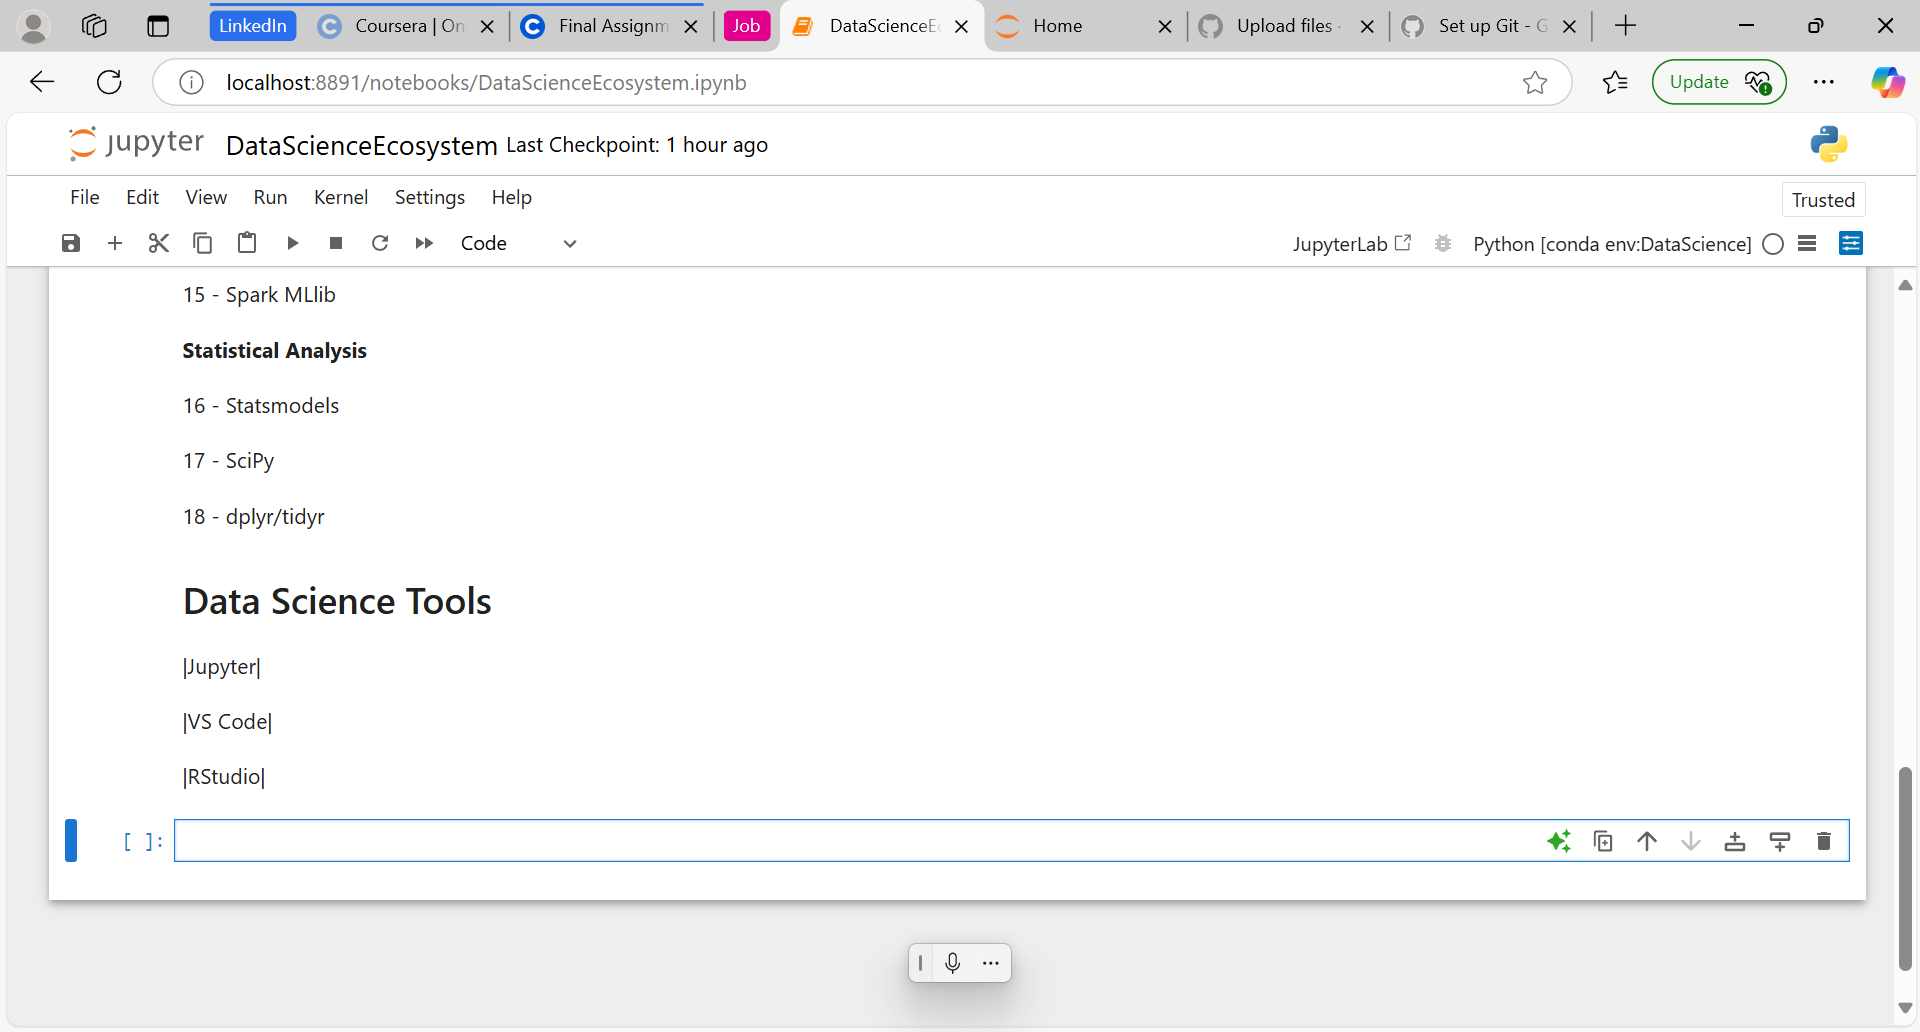 LinkedIn Coursera | On Final Assignm Job DataScienceEc Home Upload files · Set up Git - G
localhost:8891/notebooks/DataScienceEcosystem.ipynb Update
jupyter DataScienceEcosystem Last Checkpoint: 1 hour ago
File Edit View Run Kernel Settings Help Trusted
Code JupyterLab Python [conda env:DataScience]
15 - Spark MLlib
Statistical Analysis
16 - Statsmodels
17 - SciPy
18 - dplyr/tidyr
Data Science Tools
|Jupyter|
|VS Code|
|RStudio|
[ ]: